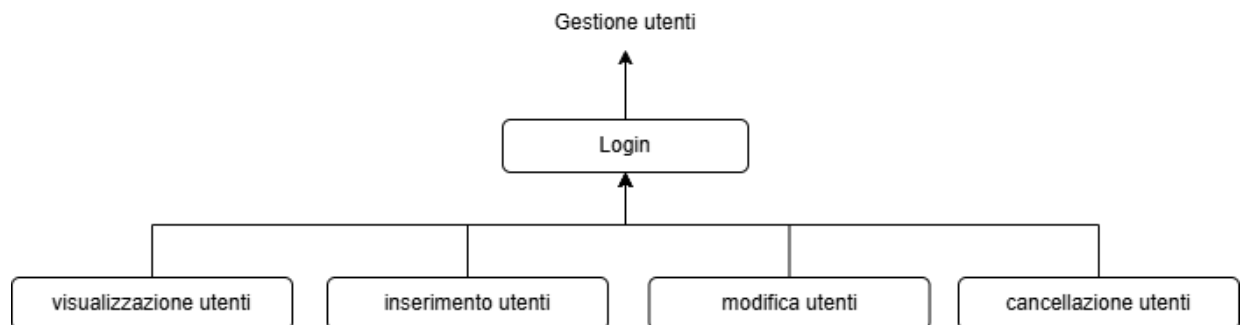 Gestione utenti
Login
visualizzazione utenti
inserimento utenti
modifica utenti
cancellazione utenti